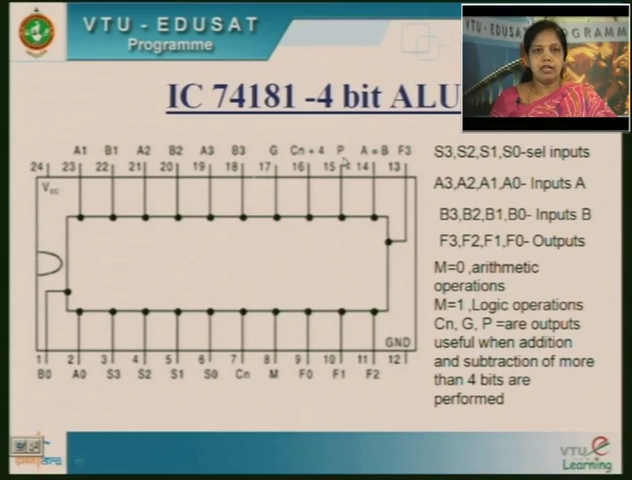 VTU - EDUSAT
Programme
VTU - EDUSAT PROGRAMM
IC 74181 -4 bit ALU
A1 B1 A2 B2 A3 B3 G Cn + 4 P A = B F3
24 23 22 21 20 19 18 17 16 15 14 13
VCC
GND
1 2 3 4 5 6 7 8 9 10 11 12
B0 A0 S3 S2 S1 S0 Cn M F0 F1 F2
S3,S2,S1,S0-sel inputs
A3,A2,A1,A0- Inputs A
B3,B2,B1,B0- Inputs B
F3,F2,F1,F0- Outputs
M=0 ,arithmetic
operations
M=1 ,Logic operations
Cn, G, P =are outputs
useful when addition
and subtraction of more
than 4 bits are
performed
VTU e
Learning